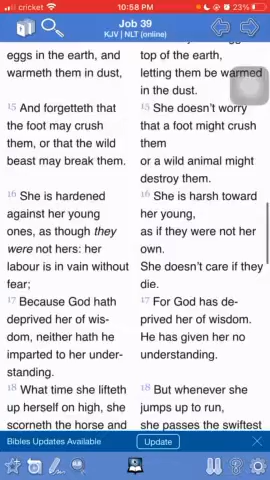 cricket
10:58 PM
23%
Job 39
KJV | NLT (online)
eggs in the earth, and
warmeth them in dust,
15 And forgetteth that
the foot may crush
them, or that the wild
beast may break them.
16 She is hardened
against her young
ones, as though they
were not hers: her
labour is in vain without
fear;
17 Because God hath
deprived her of wis-
dom, neither hath he
imparted to her under-
standing.
18 What time she lifteth
up herself on high, she
scorneth the horse and
top of the earth,
letting them be warmed
in the dust.
15 She doesn't worry
that a foot might crush
them
or a wild animal might
destroy them.
16 She is harsh toward
her young,
as if they were not her
own.
She doesn't care if they
die.
17 For God has de-
prived her of wisdom.
He has given her no
understanding.
18 But whenever she
jumps up to run,
she passes the swiftest
Bibles Updates Available
Update